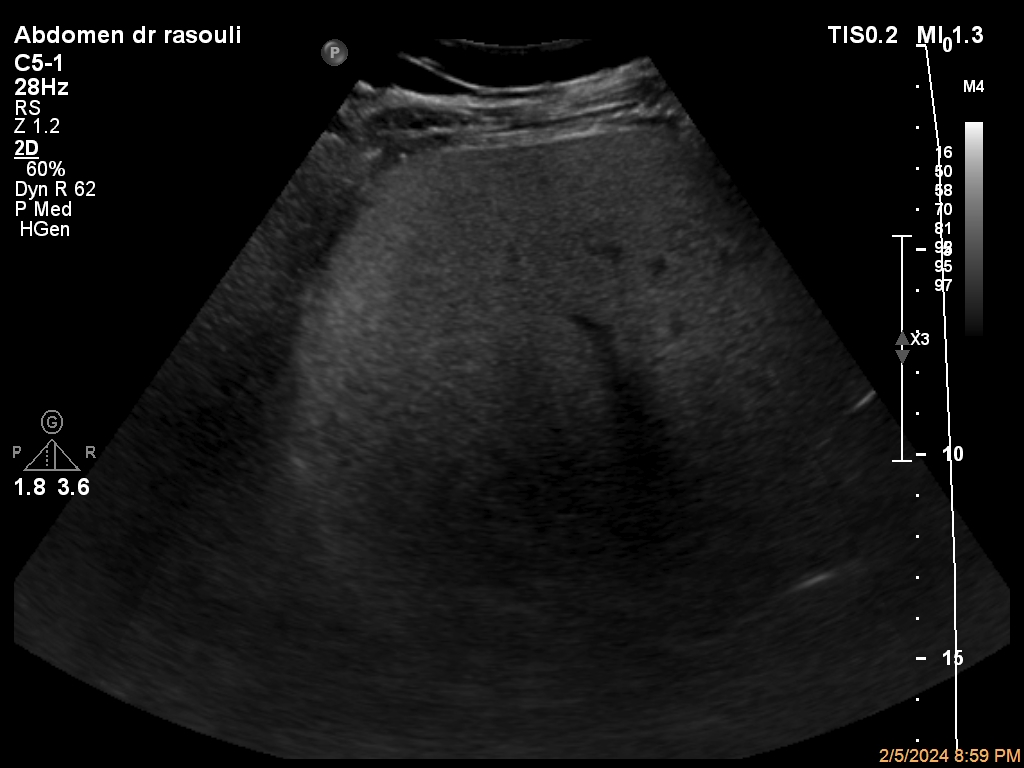 Abdomen dr rasouli
C5-1
28Hz
RS
Z 1.2
2D
60%
Dyn R 62
P Med
HGen
P
TIS0.2 MI 1.3
0
M4
16
50
58
70
81
95
97
X3
10
15
G
P R
1.8 3.6
2/5/2024 8:59 PM